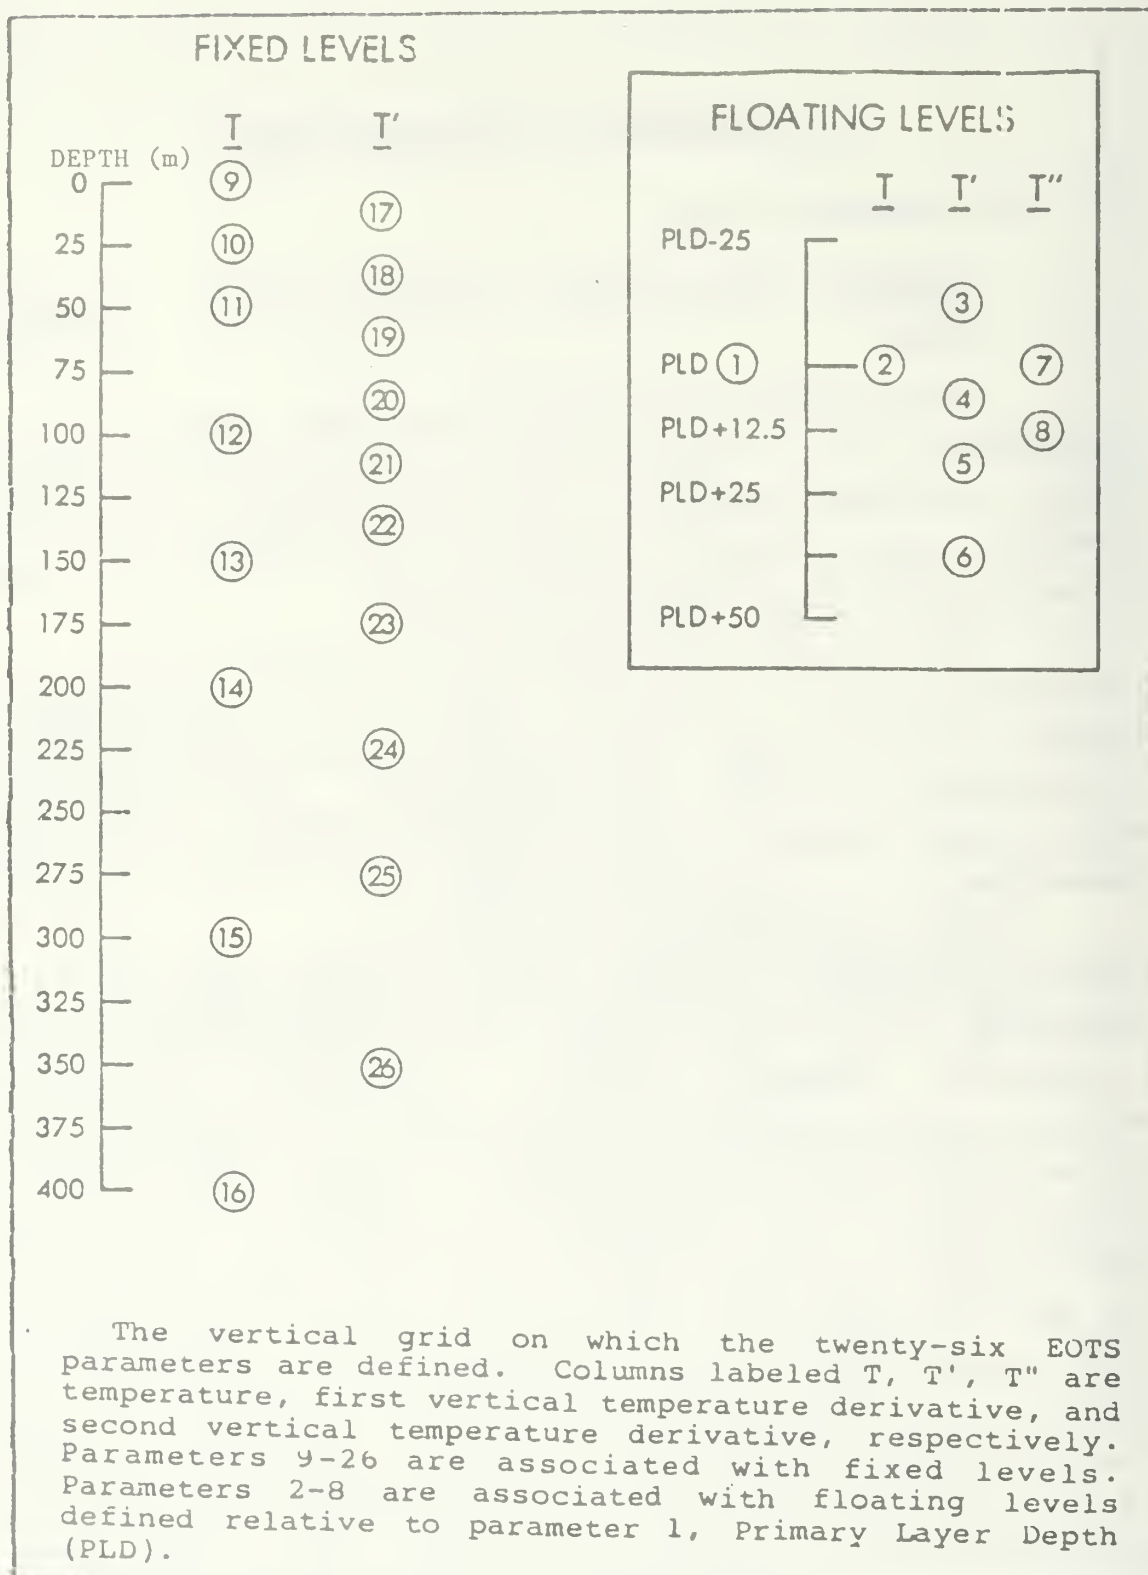 FIXED LEVELS
T T'
DEPTH (m)
0 9
17
25 10
18
50 11
19
75
20
100 12
21
125
22
150 13
175 23
200 14
225 24
250
275 25
300 15
325
350 26
375
400 16
FLOATING LEVELS
T T' T"
PLD-25
3
PLD 1 2 7
4
PLD+12.5 8
5
PLD+25
6
PLD+50
The vertical grid on which the twenty-six EOTS
parameters are defined. Columns labeled T, T', T" are
temperature, first vertical temperature derivative, and
second vertical temperature derivative, respectively.
Parameters 9-26 are associated with fixed levels.
Parameters 2-8 are associated with floating levels
defined relative to parameter 1, Primary Layer Depth
(PLD).